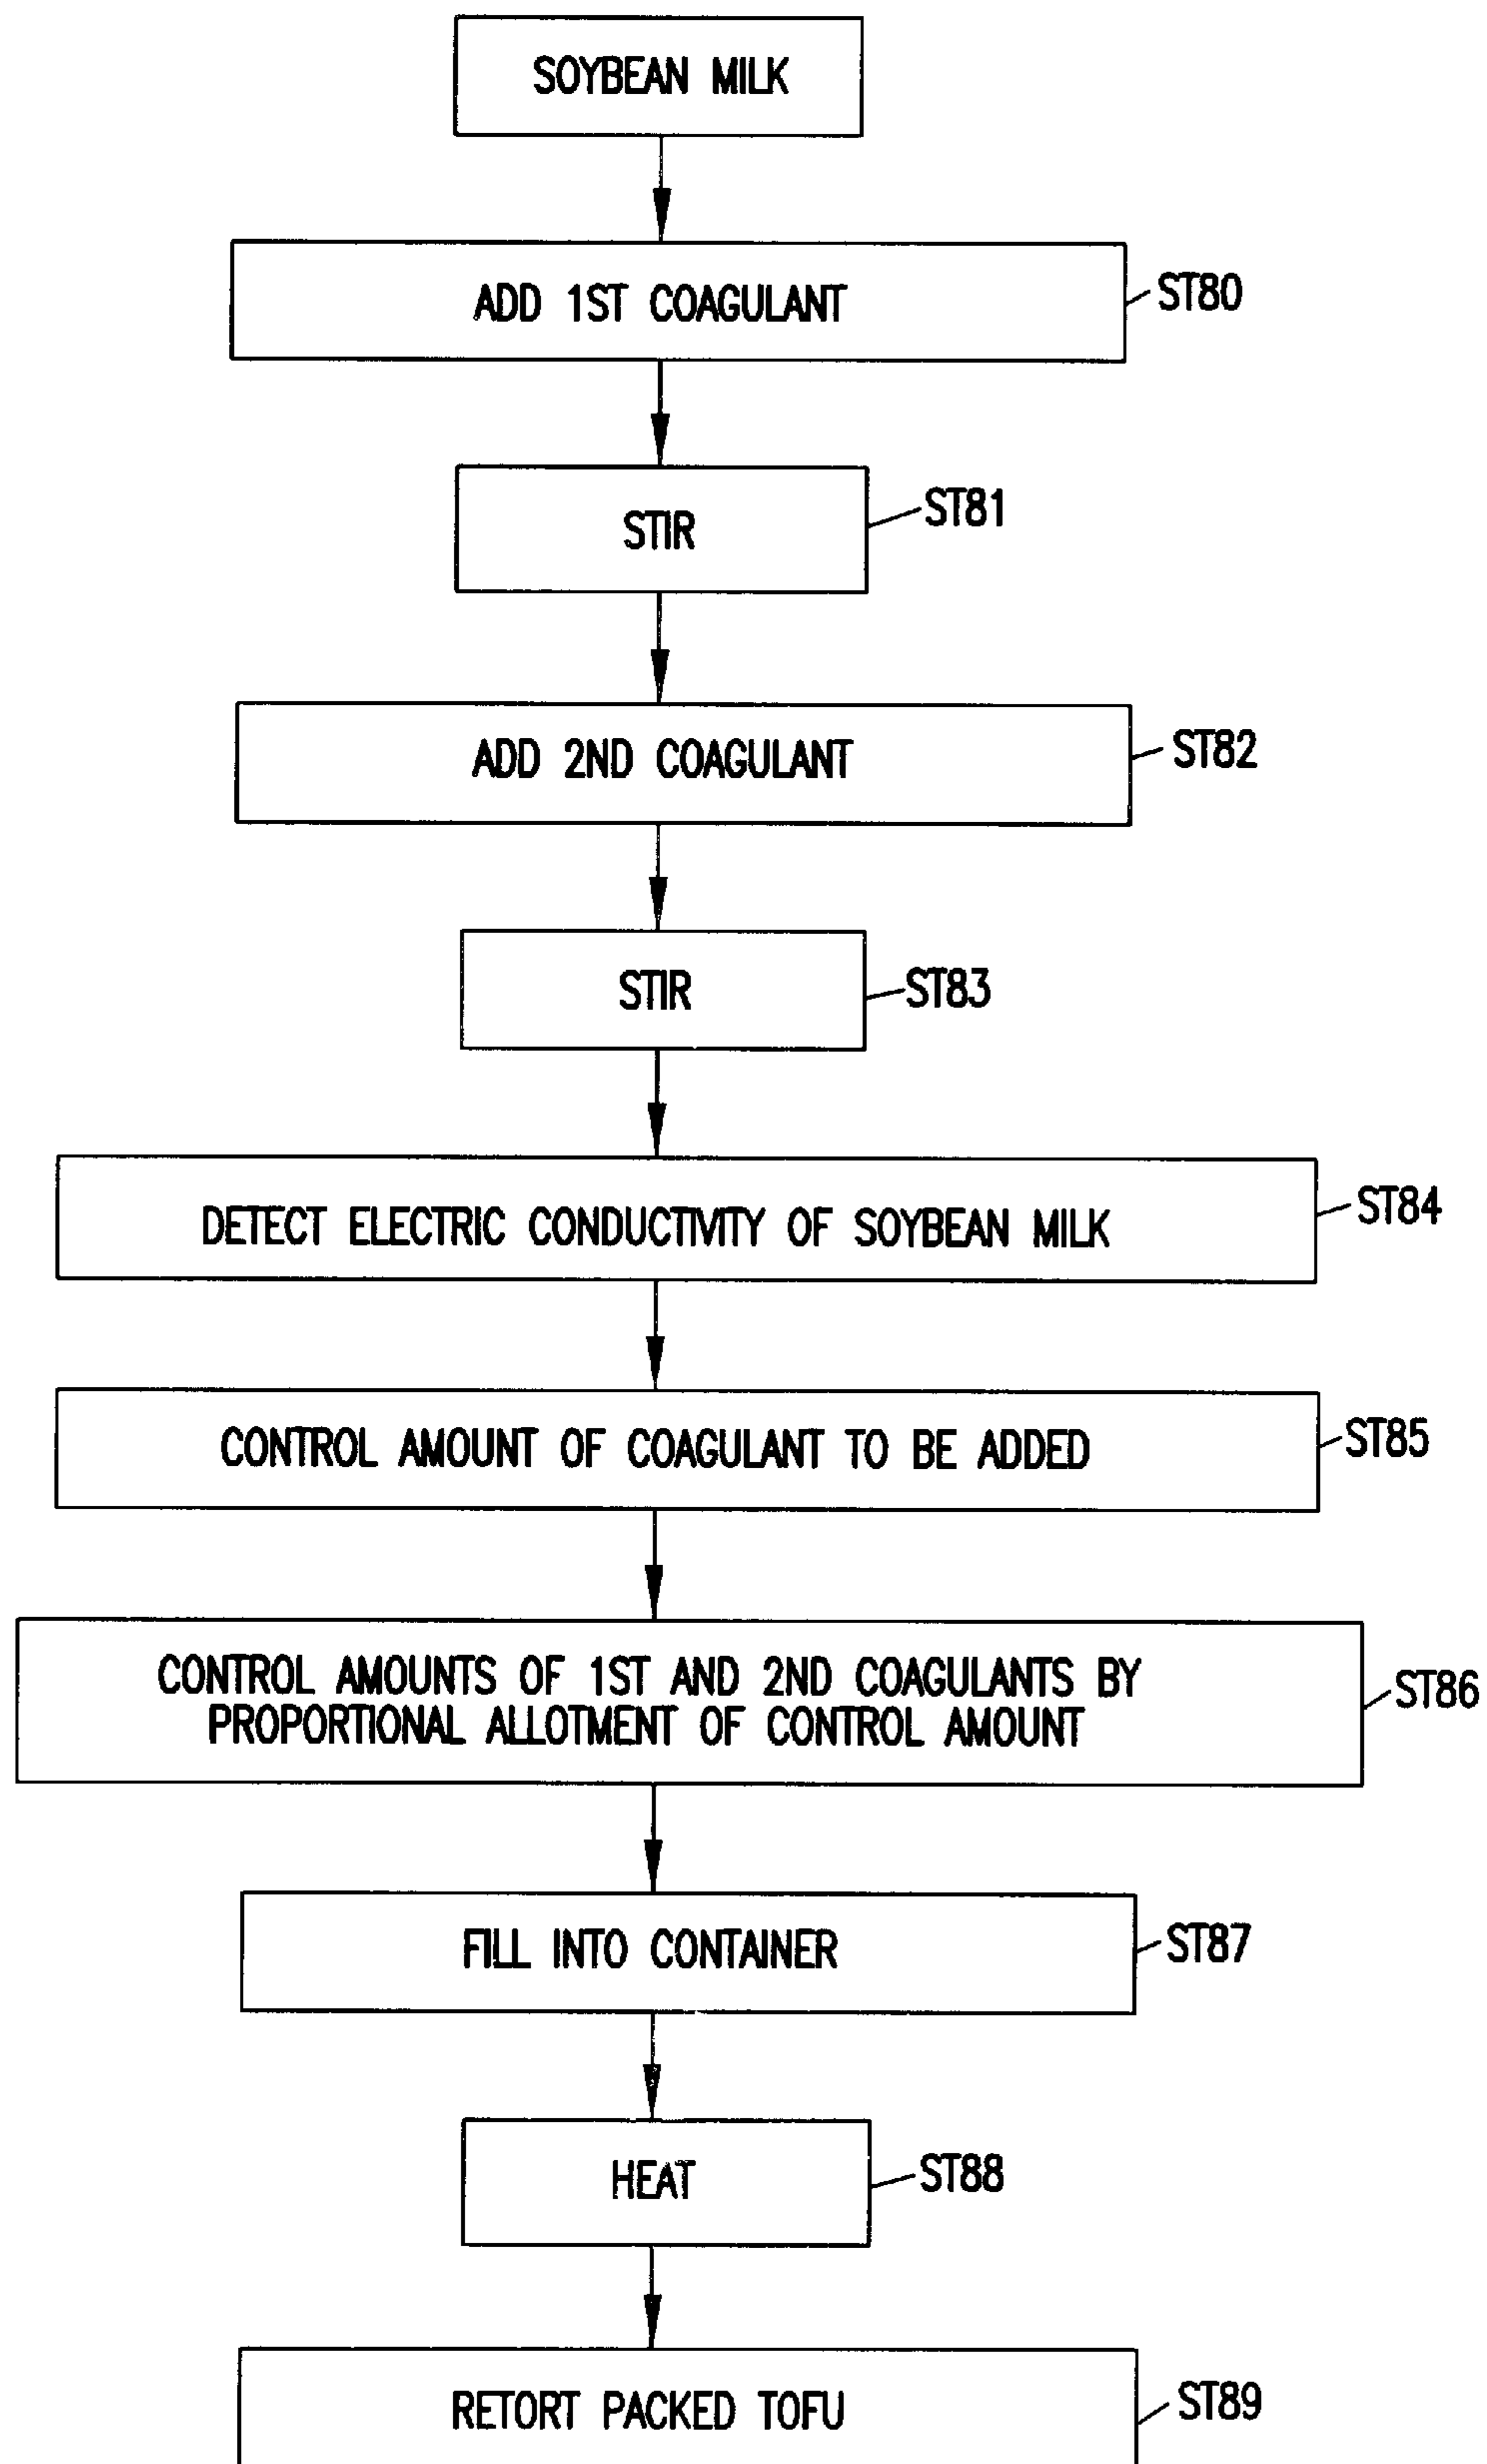 SOYBEAN MILK
ADD 1ST COAGULANT
ST80
STIR
ST81
ADD 2ND COAGULANT
ST82
STIR
ST83
DETECT ELECTRIC CONDUCTIVITY OF SOYBEAN MILK
ST84
CONTROL AMOUNT OF COAGULANT TO BE ADDED
ST85
CONTROL AMOUNTS OF 1ST AND 2ND COAGULANTS BY
PROPORTIONAL ALLOTMENT OF CONTROL AMOUNT
ST86
FILL INTO CONTAINER
ST87
HEAT
ST88
RETORT PACKED TOFU
ST89